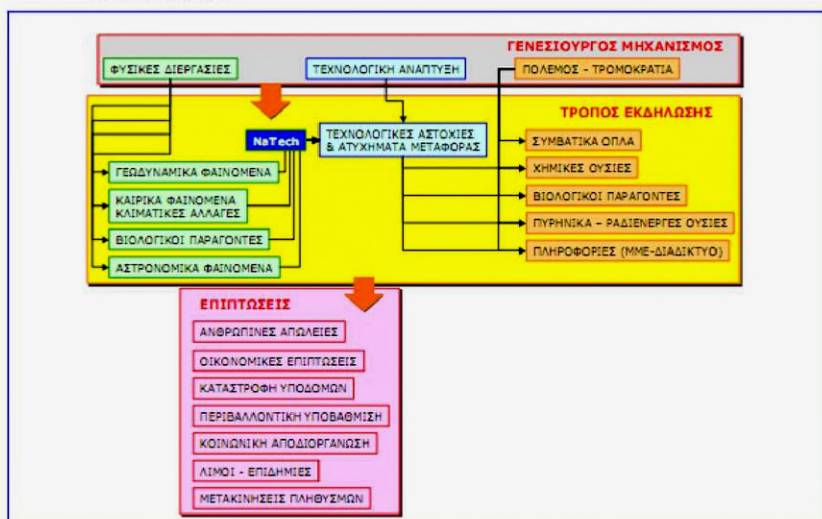 ΓΕΝΕΣΙΟΥΡΓΟΣ ΜΗΧΑΝΙΣΜΟΣ
ΦΥΣΙΚΕΣ ΔΙΕΡΓΑΣΙΕΣ
ΤΕΧΝΟΛΟΓΙΚΗ ΑΝΑΠΤΥΞΗ
ΠΟΛΕΜΟΣ – ΤΡΟΜΟΚΡΑΤΙΑ
ΤΡΟΠΟΣ ΕΚΔΗΛΩΣΗΣ
NaTech
ΤΕΧΝΟΛΟΓΙΚΕΣ ΑΣΤΟΧΙΕΣ
& ΑΤΥΧΗΜΑΤΑ ΜΕΤΑΦΟΡΑΣ
ΓΕΩΔΥΝΑΜΙΚΑ ΦΑΙΝΟΜΕΝΑ
ΚΑΙΡΙΚΑ ΦΑΙΝΟΜΕΝΑ
ΚΛΙΜΑΤΙΚΕΣ ΑΛΛΑΓΕΣ
ΒΙΟΛΟΓΙΚΟΙ ΠΑΡΑΓΟΝΤΕΣ
ΑΣΤΡΟΝΟΜΙΚΑ ΦΑΙΝΟΜΕΝΑ
ΣΥΜΒΑΤΙΚΑ ΟΠΛΑ
ΧΗΜΙΚΕΣ ΟΥΣΙΕΣ
ΒΙΟΛΟΓΙΚΟΙ ΠΑΡΑΓΟΝΤΕΣ
ΠΥΡΗΝΙΚΑ – ΡΑΔΙΕΝΕΡΓΕΣ ΟΥΣΙΕΣ
ΠΛΗΡΟΦΟΡΙΕΣ (ΜΜΕ-ΔΙΑΔΙΚΤΥΟ)
ΕΠΙΠΤΩΣΕΙΣ
ΑΝΘΡΩΠΙΝΕΣ ΑΠΩΛΕΙΕΣ
ΟΙΚΟΝΟΜΙΚΕΣ ΕΠΙΠΤΩΣΕΙΣ
ΚΑΤΑΣΤΡΟΦΗ ΥΠΟΔΟΜΩΝ
ΠΕΡΙΒΑΛΛΟΝΤΙΚΗ ΥΠΟΒΑΘΜΙΣΗ
ΚΟΙΝΩΝΙΚΗ ΑΠΟΔΙΟΡΓΑΝΩΣΗ
ΛΙΜΟΙ - ΕΠΙΔΗΜΙΕΣ
ΜΕΤΑΚΙΝΗΣΕΙΣ ΠΛΗΘΥΣΜΩΝ